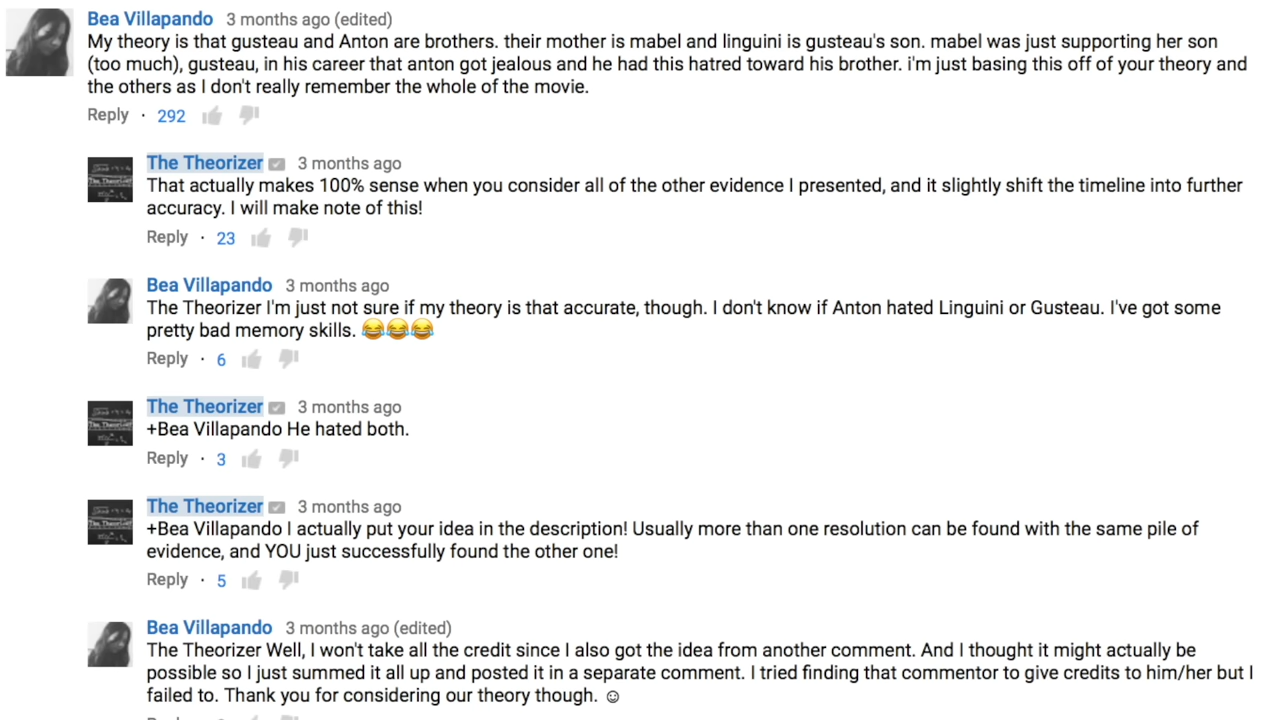 Bea Villapando 3 months ago (edited)
My theory is that gusteau and Anton are brothers. their mother is mabel and linguini is gusteau's son. mabel was just supporting her son
(too much), gusteau, in his career that anton got jealous and he had this hatred toward his brother. i'm just basing this off of your theory and
the others as I don't really remember the whole of the movie.
Reply · 292
The Theorizer 3 months ago
That actually makes 100% sense when you consider all of the other evidence I presented, and it slightly shift the timeline into further
accuracy. I will make note of this!
Reply · 23
Bea Villapando 3 months ago
The Theorizer I'm just not sure if my theory is that accurate, though. I don't know if Anton hated Linguini or Gusteau. I've got some
pretty bad memory skills. 😂😂😂
Reply · 6
The Theorizer 3 months ago
+Bea Villapando He hated both.
Reply · 3
The Theorizer 3 months ago
+Bea Villapando I actually put your idea in the description! Usually more than one resolution can be found with the same pile of
evidence, and YOU just successfully found the other one!
Reply · 5
Bea Villapando 3 months ago (edited)
The Theorizer Well, I won't take all the credit since I also got the idea from another comment. And I thought it might actually be
possible so I just summed it all up and posted it in a separate comment. I tried finding that commentor to give credits to him/her but I
failed to. Thank you for considering our theory though. ☺